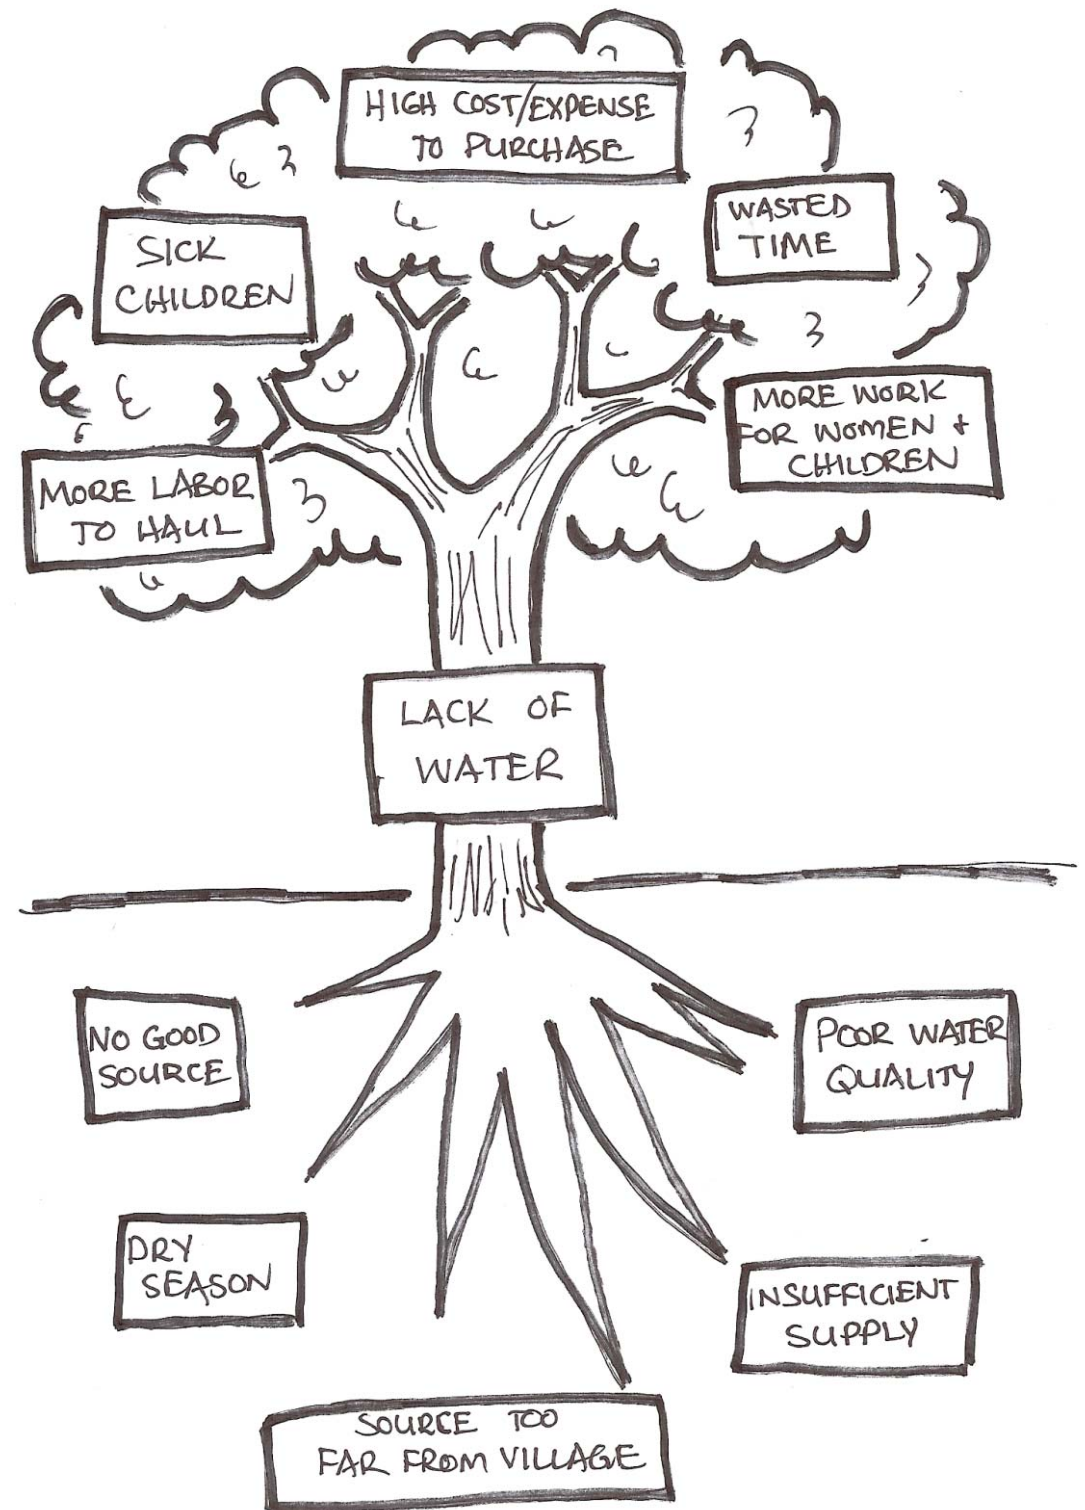 HIGH COST/EXPENSE
TO PURCHASE
WASTED
TIME
SICK
CHILDREN
MORE WORK
FOR WOMEN +
CHILDREN
MORE LABOR
TO HAUL
LACK OF
WATER
NO GOOD
SOURCE
POOR WATER
QUALITY
DRY
SEASON
INSUFFICIENT
SUPPLY
SOURCE TOO
FAR FROM VILLAGE